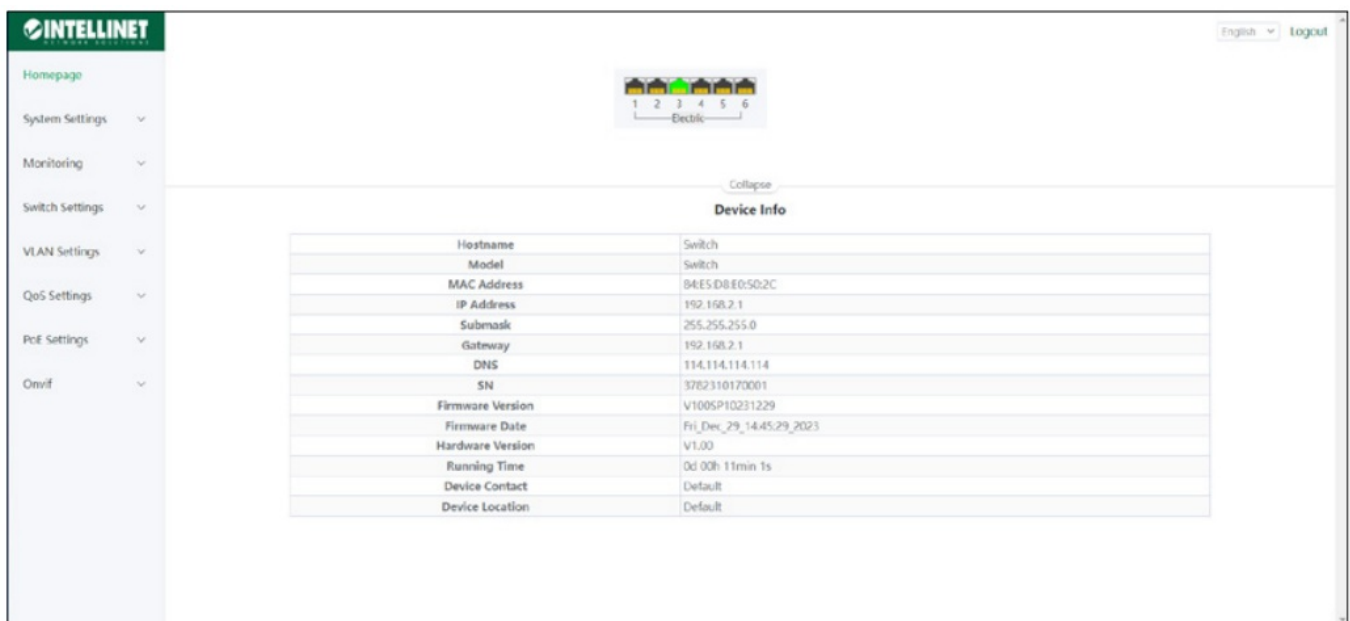 INTELLINET
NETWORK SOLUTIONS
English Logout
Homepage
System Settings
Monitoring
Switch Settings
VLAN Settings
QoS Settings
PoE Settings
Onvif
1 2 3 4 5 6
Electric
Collapse
Device Info
Hostname Switch
Model Switch
MAC Address 84:E5:D8:E0:50:2C
IP Address 192.168.2.1
Submask 255.255.255.0
Gateway 192.168.2.1
DNS 114.114.114.114
SN 3782310170001
Firmware Version V100SP10231229
Firmware Date Fri_Dec_29_14:45:29_2023
Hardware Version V1.00
Running Time 0d 00h 11min 1s
Device Contact Default
Device Location Default